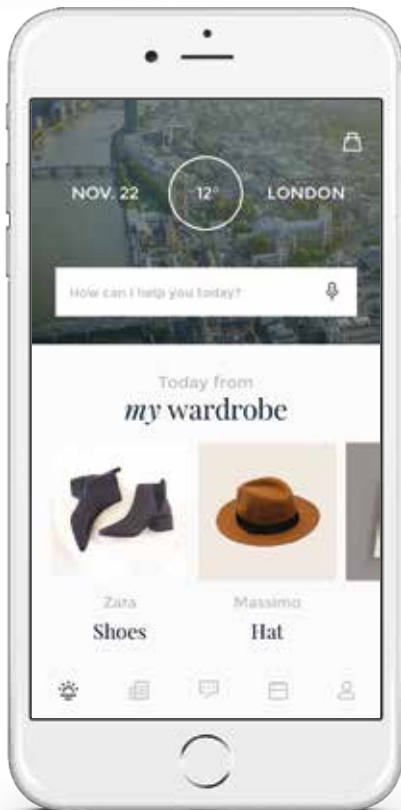 NOV. 22 12° LONDON
How can I help you today?
Today from
my wardrobe
Zara Massimo
Shoes Hat